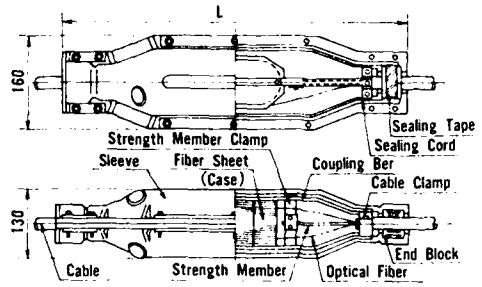 L
160
Sealing Tape
Sealing Cord
Strength Member Clamp
Sleeve
Fiber Sheet
(Case)
Coupling Ber
Cable Clamp
130
End Block
Cable
Strength Member
Optical Fiber